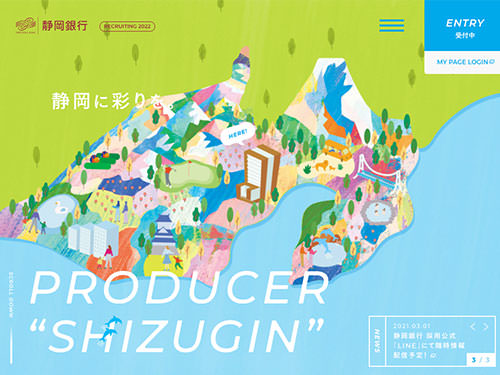 静岡銀行
RECRUITING 2022
ENTRY
受付中
MY PAGE LOGIN
静岡に彩りを。
HERE!
SCROLL DOWN
PRODUCER
“SHIZUGIN”
NEWS
2021.03.01
静岡銀行 採用公式
「LINE」にて随時情報
配信予定!
3 / 3